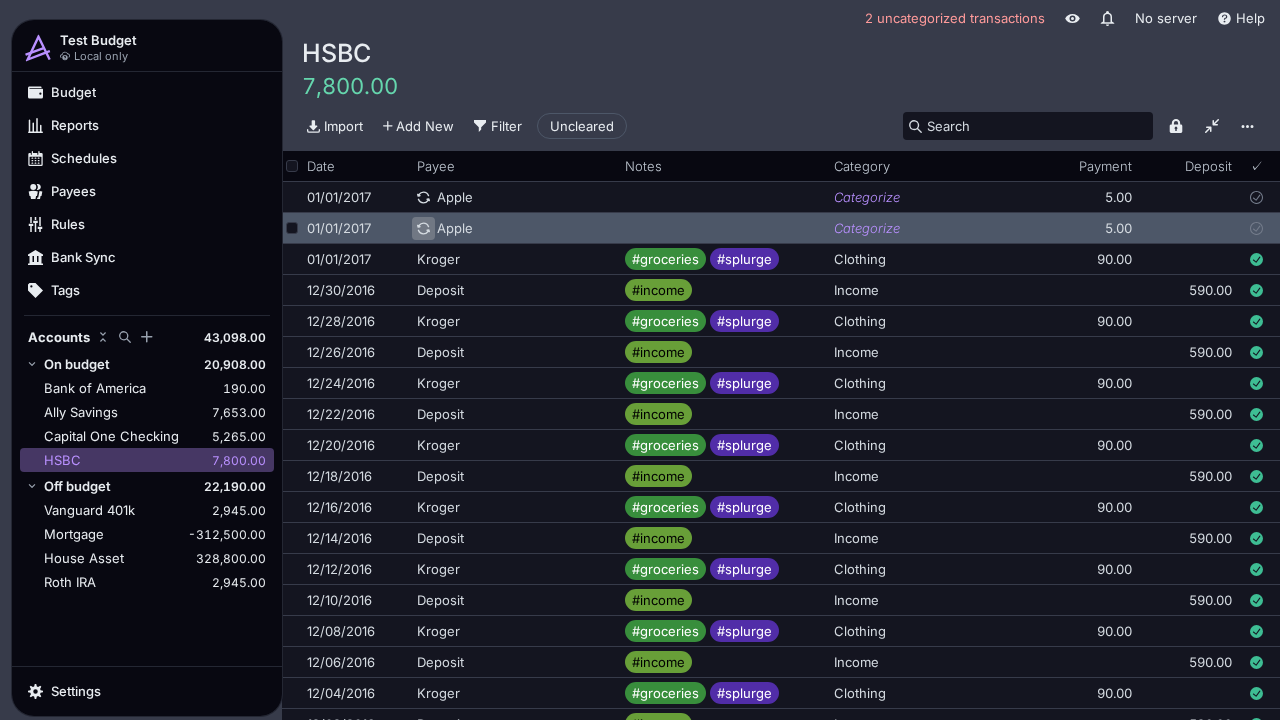 2 uncategorized transactions No server Help
Test Budget
Local only
Budget
Reports
Schedules
Payees
Rules
Bank Sync
Tags
Accounts 43,098.00
On budget 20,908.00
Bank of America 190.00
Ally Savings 7,653.00
Capital One Checking 5,265.00
HSBC 7,800.00
Off budget 22,190.00
Vanguard 401k 2,945.00
Mortgage -312,500.00
House Asset 328,800.00
Roth IRA 2,945.00
Settings
HSBC
7,800.00
Import Add New Filter Uncleared Search
Date Payee Notes Category Payment Deposit ✓
01/01/2017 Apple Categorize 5.00
01/01/2017 Apple Categorize 5.00
01/01/2017 Kroger #groceries #splurge Clothing 90.00
12/30/2016 Deposit #income Income 590.00
12/28/2016 Kroger #groceries #splurge Clothing 90.00
12/26/2016 Deposit #income Income 590.00
12/24/2016 Kroger #groceries #splurge Clothing 90.00
12/22/2016 Deposit #income Income 590.00
12/20/2016 Kroger #groceries #splurge Clothing 90.00
12/18/2016 Deposit #income Income 590.00
12/16/2016 Kroger #groceries #splurge Clothing 90.00
12/14/2016 Deposit #income Income 590.00
12/12/2016 Kroger #groceries #splurge Clothing 90.00
12/10/2016 Deposit #income Income 590.00
12/08/2016 Kroger #groceries #splurge Clothing 90.00
12/06/2016 Deposit #income Income 590.00
12/04/2016 Kroger #groceries #splurge Clothing 90.00